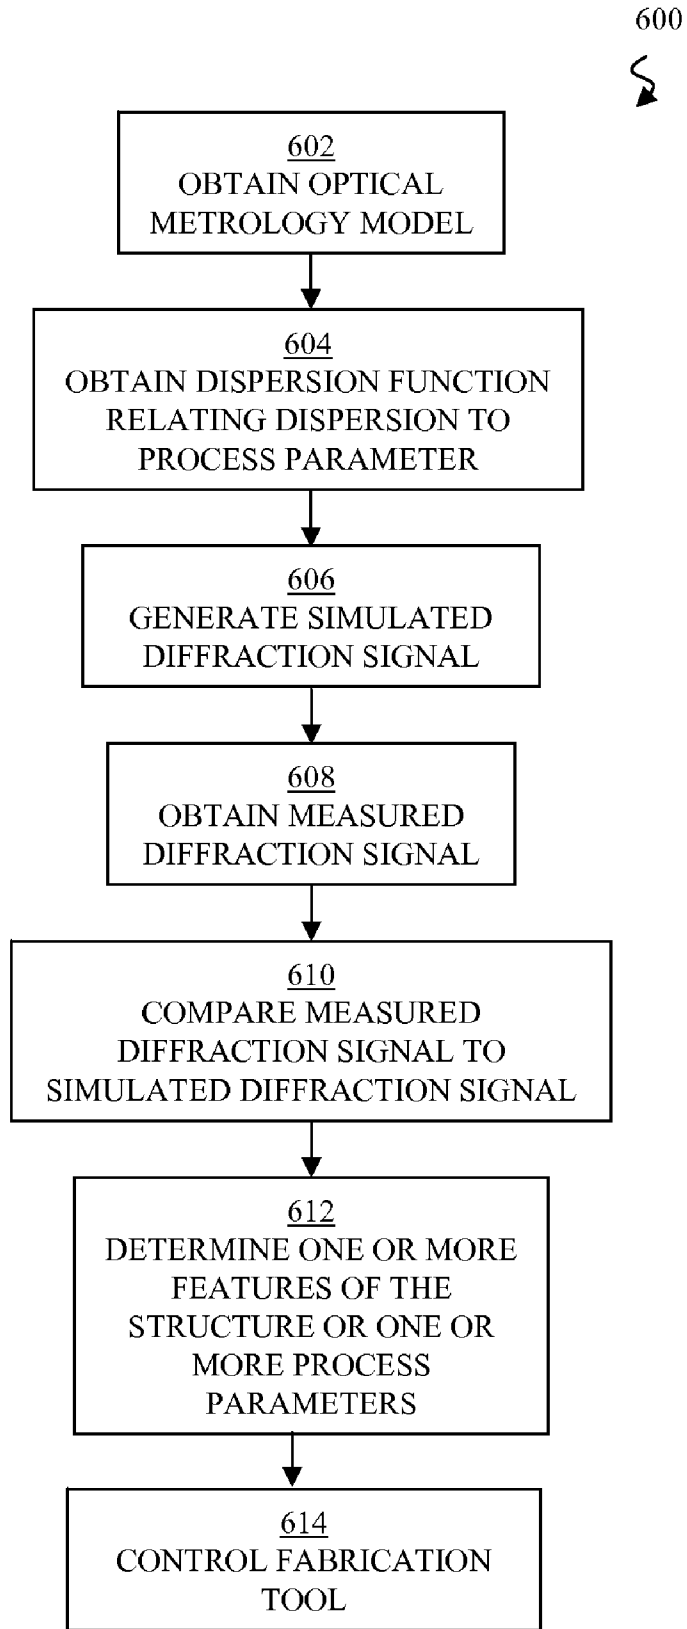 600
602
OBTAIN OPTICAL
METROLOGY MODEL
604
OBTAIN DISPERSION FUNCTION
RELATING DISPERSION TO
PROCESS PARAMETER
606
GENERATE SIMULATED
DIFFRACTION SIGNAL
608
OBTAIN MEASURED
DIFFRACTION SIGNAL
610
COMPARE MEASURED
DIFFRACTION SIGNAL TO
SIMULATED DIFFRACTION SIGNAL
612
DETERMINE ONE OR MORE
FEATURES OF THE
STRUCTURE OR ONE OR
MORE PROCESS
PARAMETERS
614
CONTROL FABRICATION
TOOL